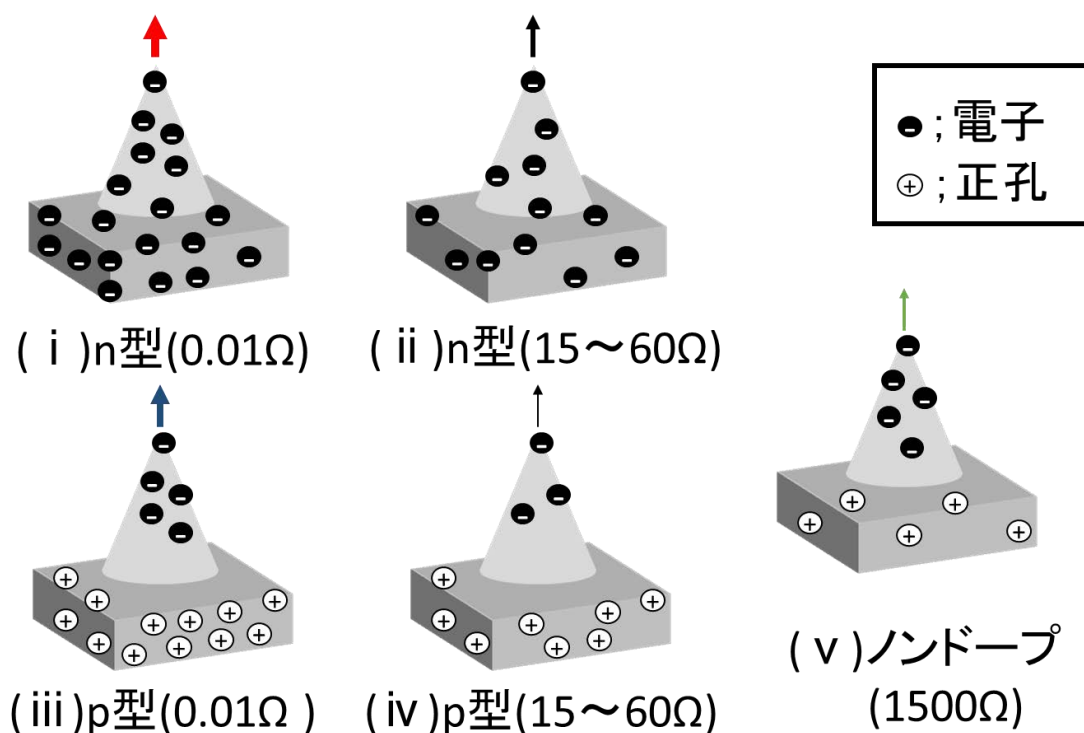 ● ; 電子
⊕ ; 正孔
(ⅰ)n型(0.01Ω)
(ⅱ)n型(15～60Ω)
(ⅲ)p型(0.01Ω )
(ⅳ)p型(15～60Ω)
(ⅴ)ノンドープ
(1500Ω)